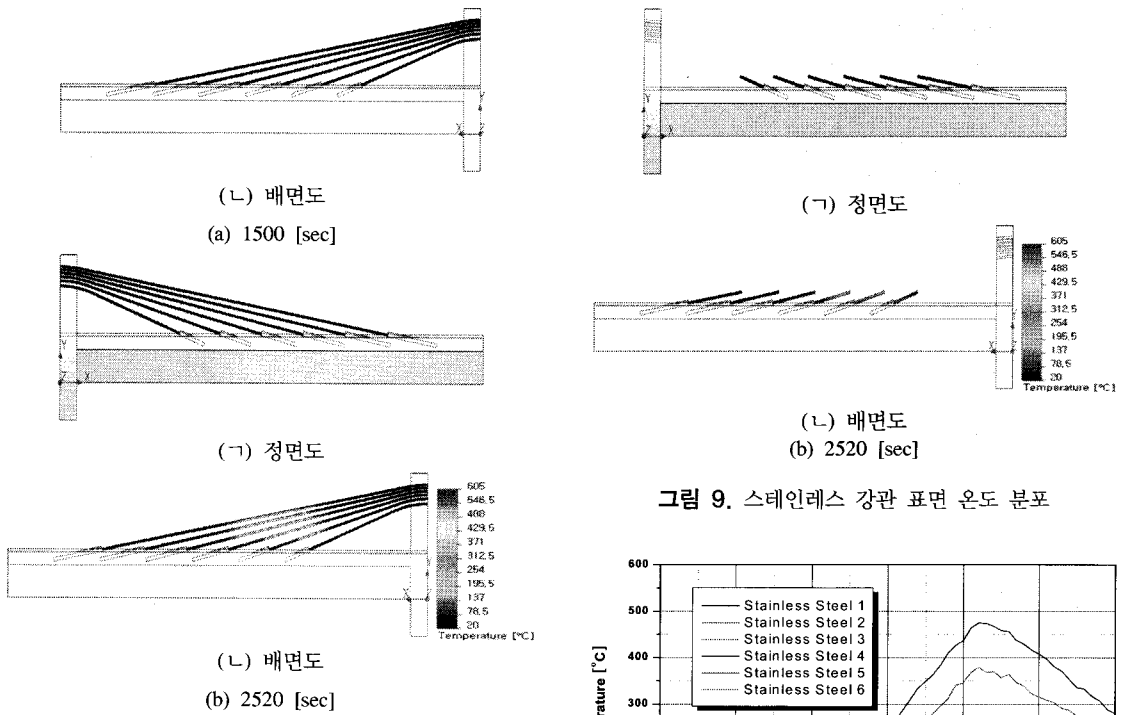 (ㄴ) 배면도
(a) 1500 [sec]
Y
Z X
(ㄱ) 정면도
X
605
546.5
488
429.5
371
312.5
254
195.5
137
78.5
20
Temperature [°C]
(ㄴ) 배면도
(b) 2520 [sec]
Y
Z X
(ㄱ) 정면도
X
605
546.5
488
429.5
371
312.5
254
195.5
137
78.5
20
Temperature [°C]
(ㄴ) 배면도
(b) 2520 [sec]
그림 9. 스테인레스 강관 표면 온도 분포
600
500
400
300
Stainless Steel 1
Stainless Steel 2
Stainless Steel 3
Stainless Steel 4
Stainless Steel 5
Stainless Steel 6